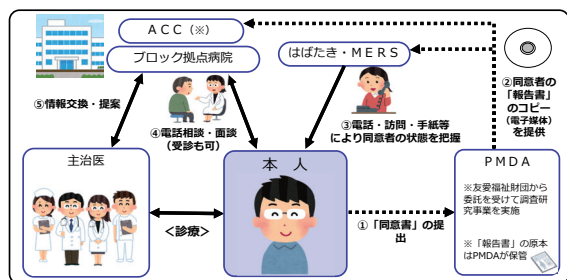 ACC(※)
ブロック拠点病院
はばたき・MERS
②同意者の
「報告書」
のコピー
(電子媒体)
を提供
⑤情報交換・提案
④電話相談・面談
(受診も可)
③電話・訪問・手紙等
により同意者の状態を把握
主治医
本 人
PMDA
※友愛福祉財団から
委託を受けて調査研
究事業を実施
※「報告書」の原本
はPMDAが保管
<診療>
①「同意書」の提
出